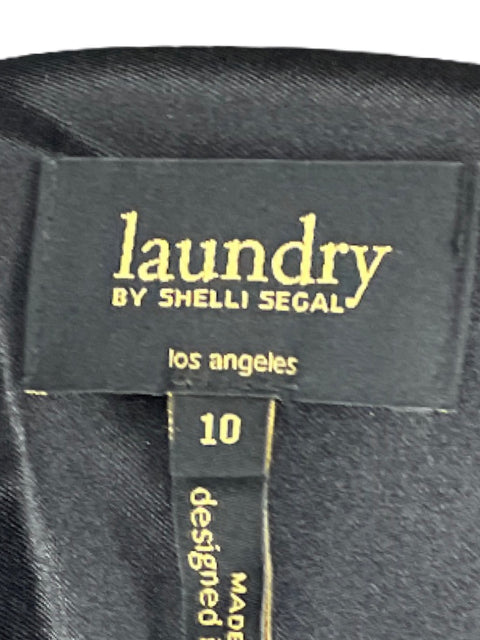 laundry
BY SHELLI SEGAL
los angeles
10
designed
MADE